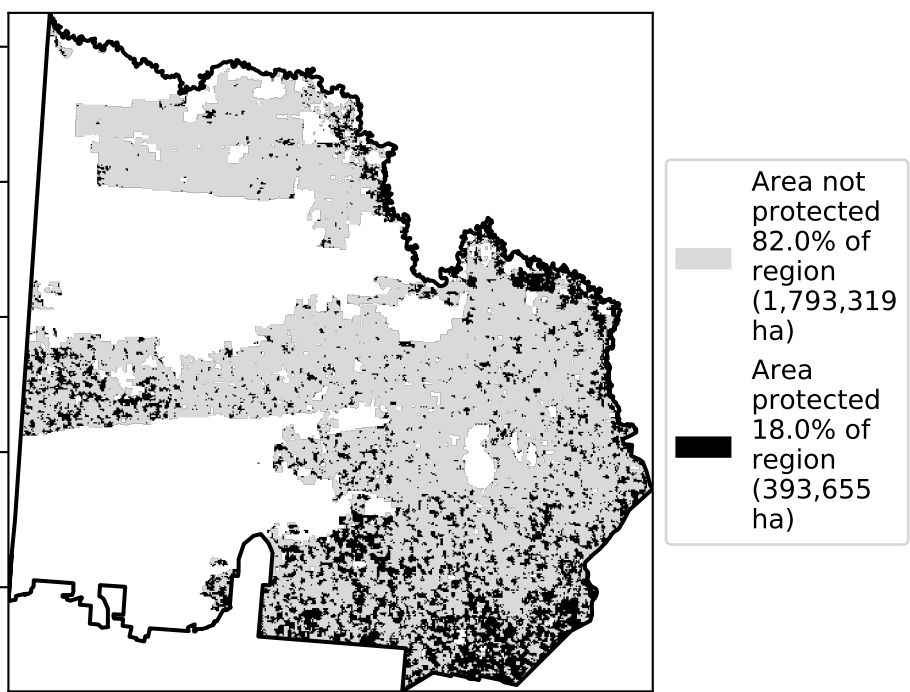 Area not
protected
82.0% of
region
(1,793,319
ha)
Area
protected
18.0% of
region
(393,655
ha)